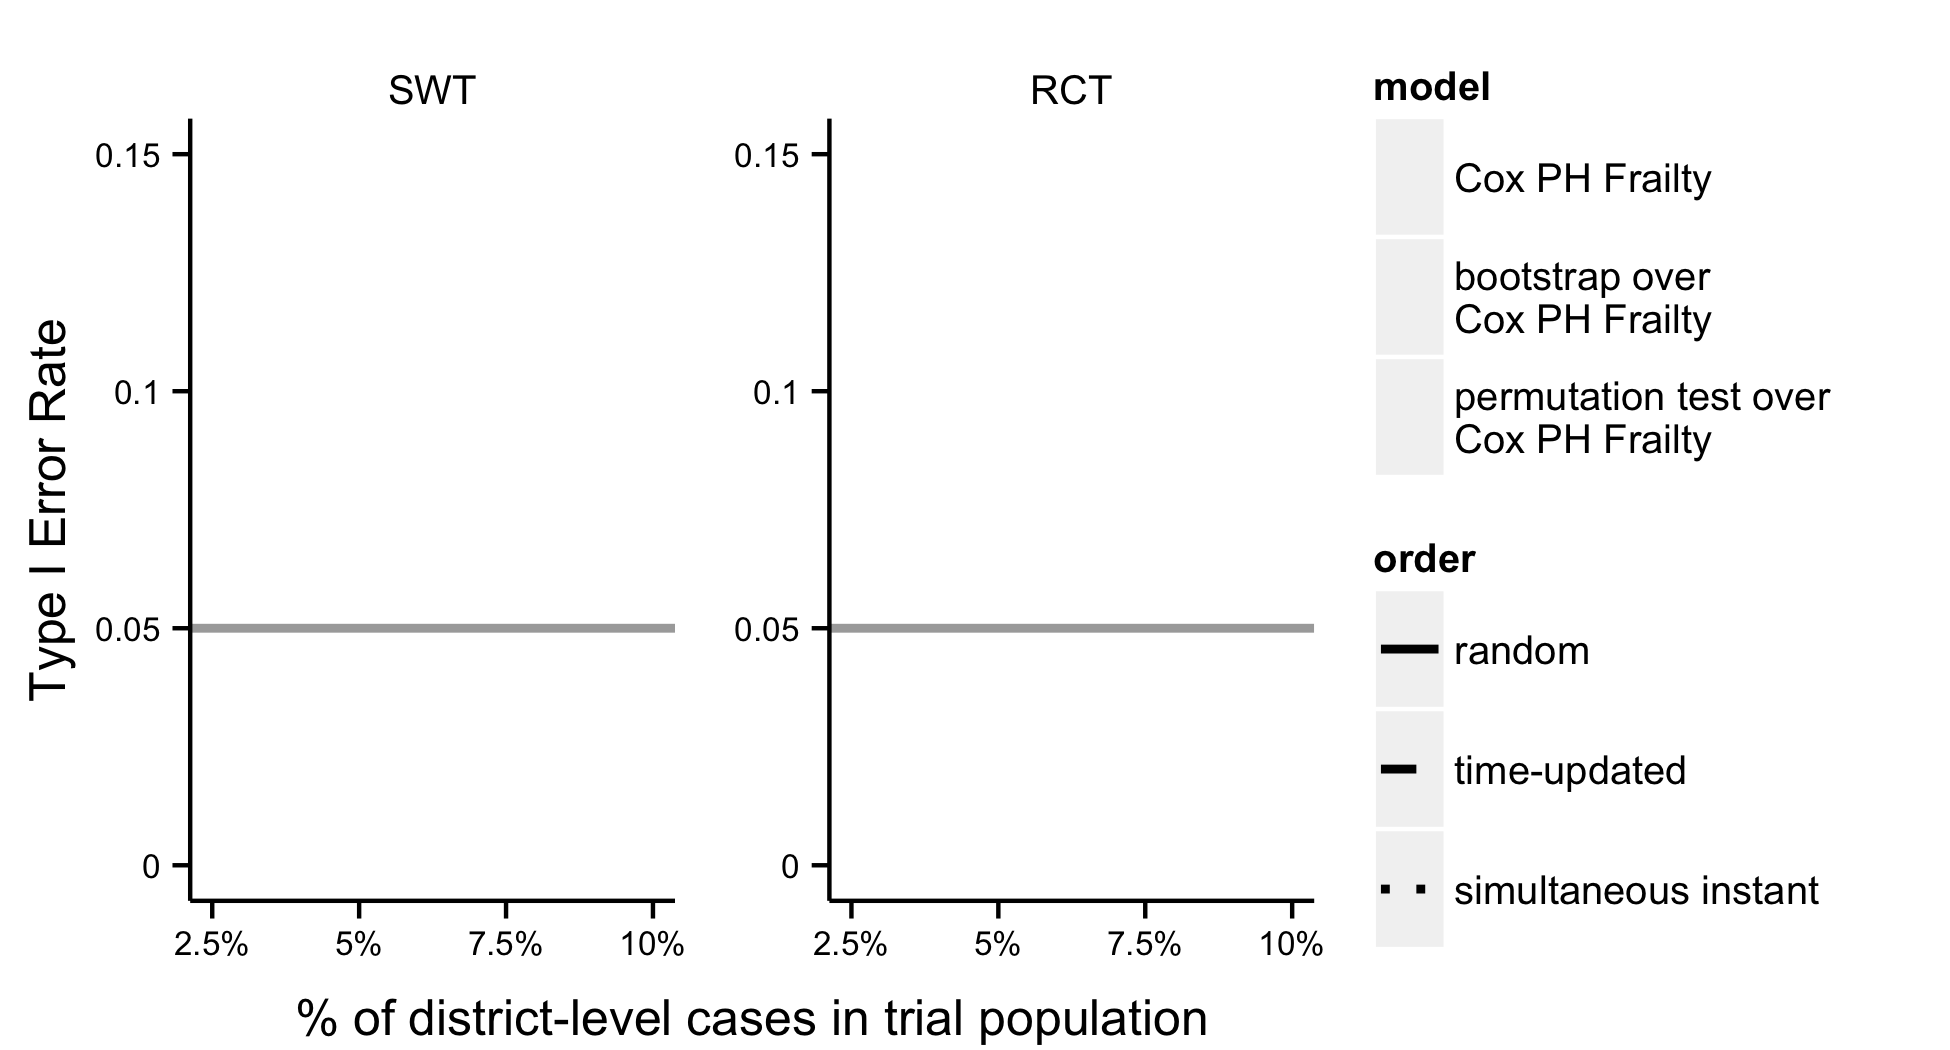 SWT
RCT
Type I Error Rate
0.15
0.1
0.05
0
0.15
0.1
0.05
0
2.5% 5% 7.5% 10%
2.5% 5% 7.5% 10%
% of district-level cases in trial population
model
Cox PH Frailty
bootstrap over
Cox PH Frailty
permutation test over
Cox PH Frailty
order
random
time-updated
simultaneous instant